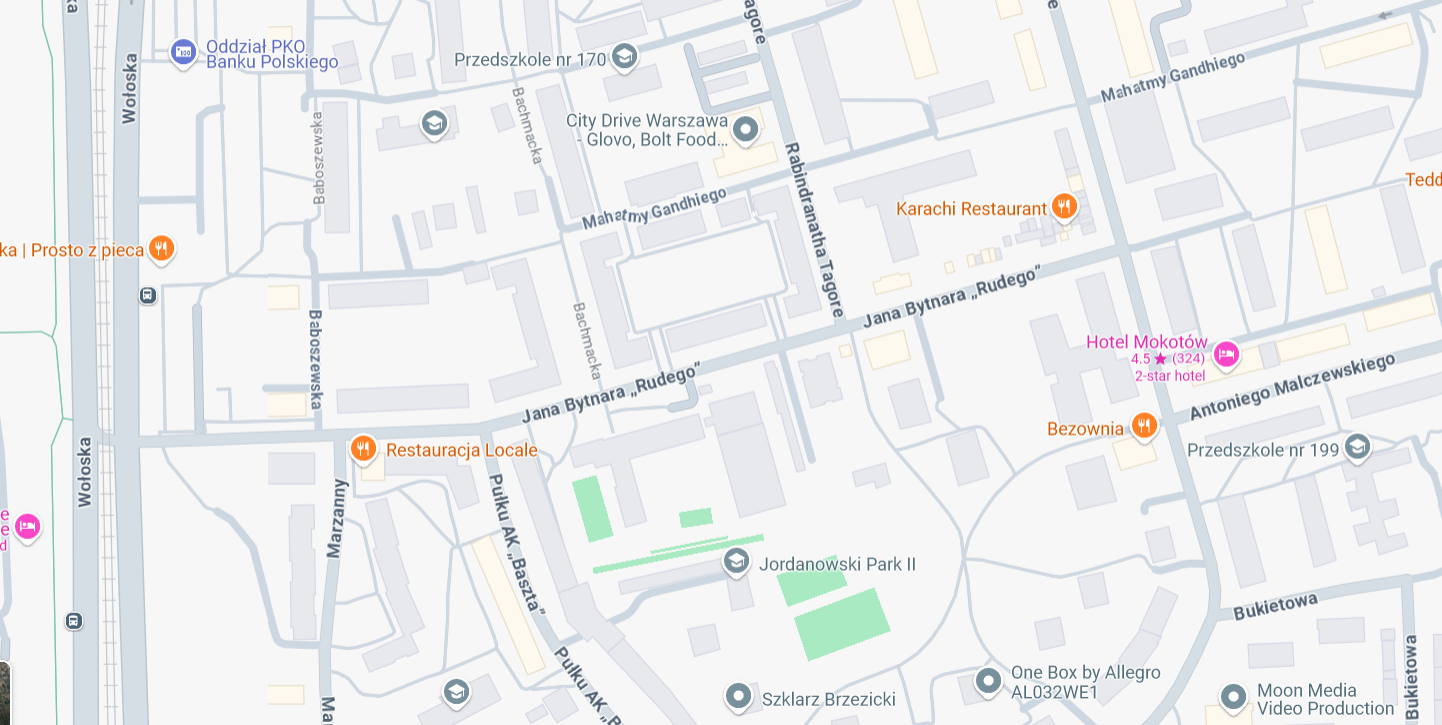 Wołoska
Oddział PKO
Banku Polskiego
Przedszkole nr 170
Tagore
Mahatmy Gandhiego
Baboszewska
Bachmacka
City Drive Warszawa
- Glovo, Bolt Food...
Rabindranatha Tagore
Mahatmy Gandhiego
Karachi Restaurant
Tedd
ka | Prosto z pieca
Jana Bytnara „Rudego”
Baboszewska
Bachmacka
Hotel Mokotów
4.5 ★ (324)
2-star hotel
Jana Bytnara „Rudego”
Antoniego Malczewskiego
Bezownia
Przedszkole nr 199
Restauracja Locale
Wołoska
Marzanny
Pułku AK „Baszta”
Jordanowski Park II
Bukietowa
Pułku AK „B
One Box by Allegro
AL032WE1
Szklarz Brzezicki
Moon Media
Video Production
Bukietowa
Mar